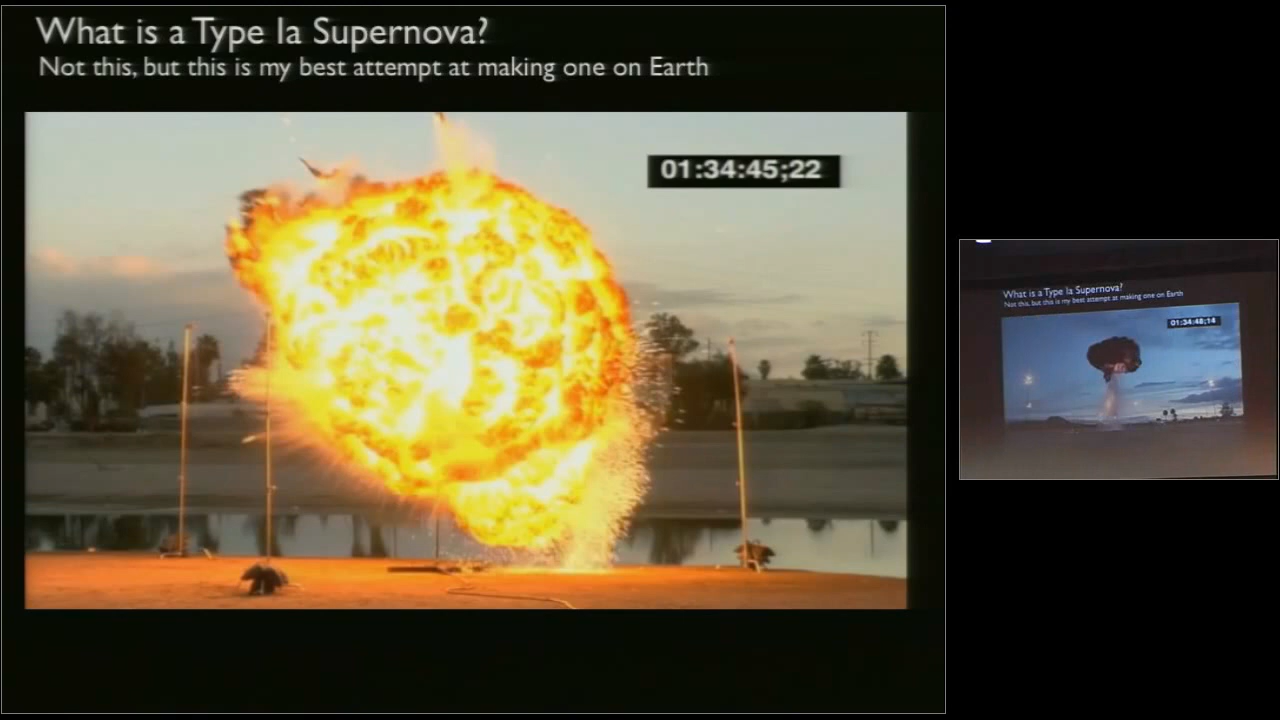 What is a Type Ia Supernova?
Not this, but this is my best attempt at making one on Earth
01:34:45;22
What is a Type Ia Supernova?
Not this, but this is my best attempt at making one on Earth
01:34:48;14